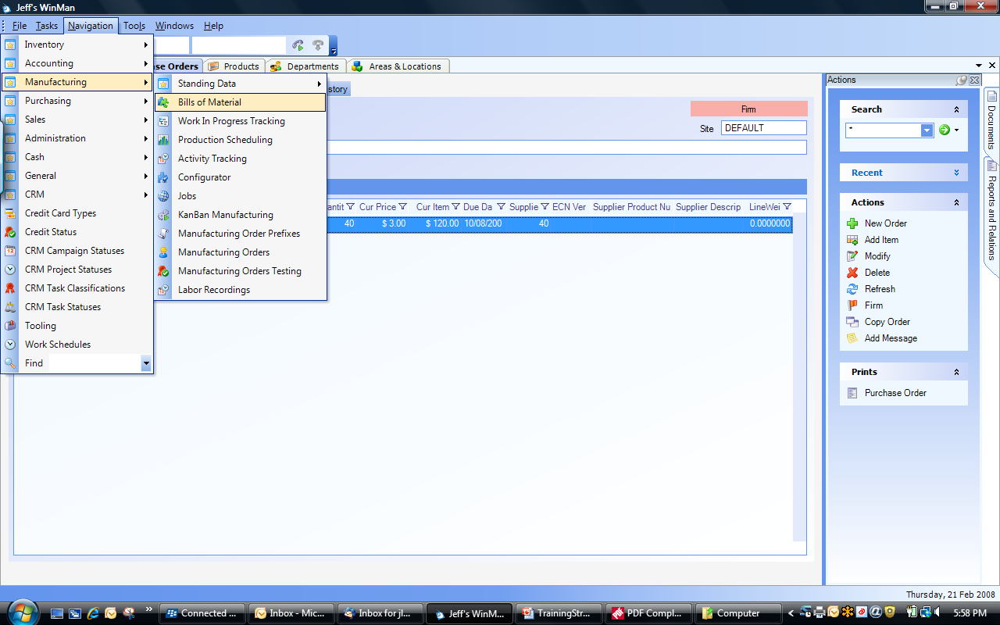 Jeff's WinMan
File Tasks Navigation Tools Windows Help
se Orders Products Departments Areas & Locations
Inventory
Accounting
Manufacturing
Purchasing
Sales
Administration
Cash
General
CRM
Credit Card Types
Credit Status
CRM Campaign Statuses
CRM Project Statuses
CRM Task Classifications
CRM Task Statuses
Tooling
Work Schedules
Find
Standing Data
Bills of Material
Work In Progress Tracking
Production Scheduling
Activity Tracking
Configurator
Jobs
KanBan Manufacturing
Manufacturing Order Prefixes
Manufacturing Orders
Manufacturing Orders Testing
Labor Recordings
story
Firm
Site DEFAULT
antit Cur Price Cur Item Due Da Supplie ECN Ver Supplier Product Nu Supplier Descrip LineWei
40 $ 3.00 $ 120.00 10/08/200 40 0.0000000
Actions
Search
*
Recent
Actions
New Order
Add Item
Modify
Delete
Refresh
Firm
Copy Order
Add Message
Prints
Purchase Order
Documents
Reports and Relations
Thursday, 21 Feb 2008
Connected ... Inbox - Mic... Inbox for jl... Jeff's WinM... TrainingStr... PDF Compl... Computer 5:58 PM